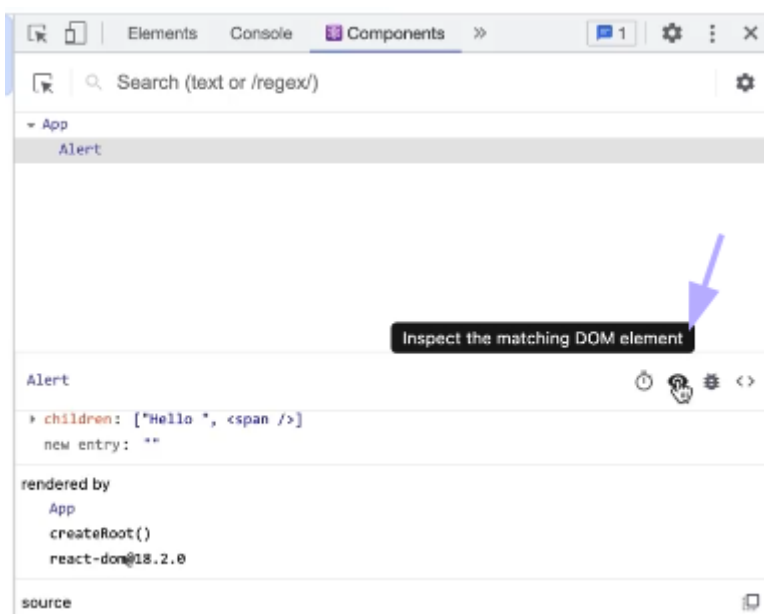 Elements Console Components » 1
Search (text or /regex/)
App
Alert
Inspect the matching DOM element
Alert
children: ["Hello ", <span />]
new entry: ""
rendered by
App
createRoot()
react-dom@18.2.0
source